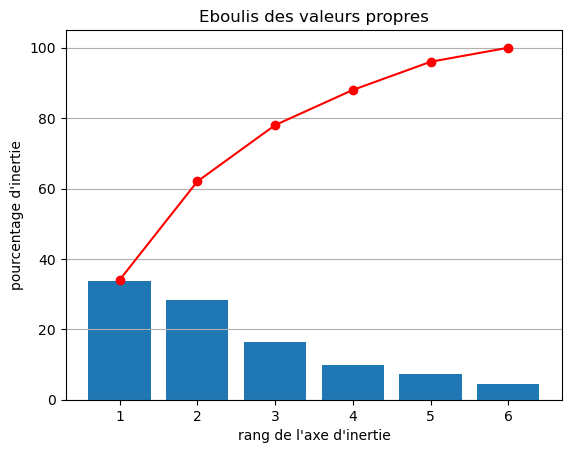 Eboulis des valeurs propres
pourcentage d'inertie
100
80
60
40
20
0
1 2 3 4 5 6
rang de l'axe d'inertie